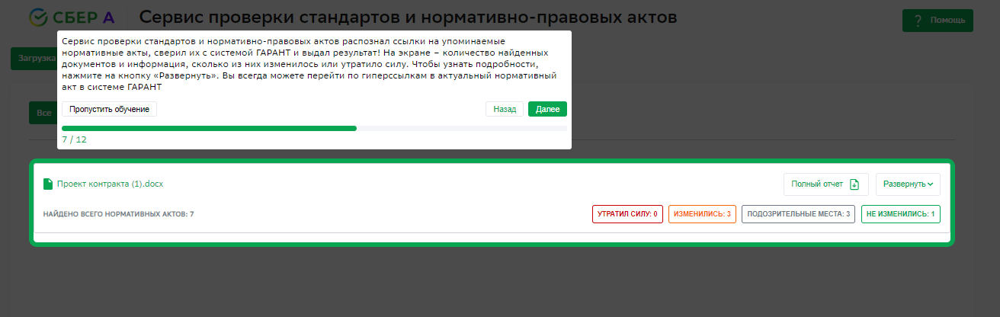 СБЕР А
Сервис проверки стандартов и нормативно-правовых актов
? Помощь
Сервис проверки стандартов и нормативно-правовых актов распознал ссылки на упоминаемые
нормативные акты, сверил их с системой ГАРАНТ и выдал результат! На экране – количество найденных
документов и информация, сколько из них изменилось или утратило силу. Чтобы узнать подробности,
нажмите на кнопку «Развернуть». Вы всегда можете перейти по гиперссылкам в актуальный нормативный
акт в системе ГАРАНТ
Загрузка
Пропустить обучение
Назад
Далее
Все
7 / 12
Проект контракта (1).docx
Полный отчет
Развернуть
НАЙДЕНО ВСЕГО НОРМАТИВНЫХ АКТОВ: 7
УТРАТИЛ СИЛУ: 0
ИЗМЕНИЛИСЬ: 3
ПОДОЗРИТЕЛЬНЫЕ МЕСТА: 3
НЕ ИЗМЕНИЛИСЬ: 1